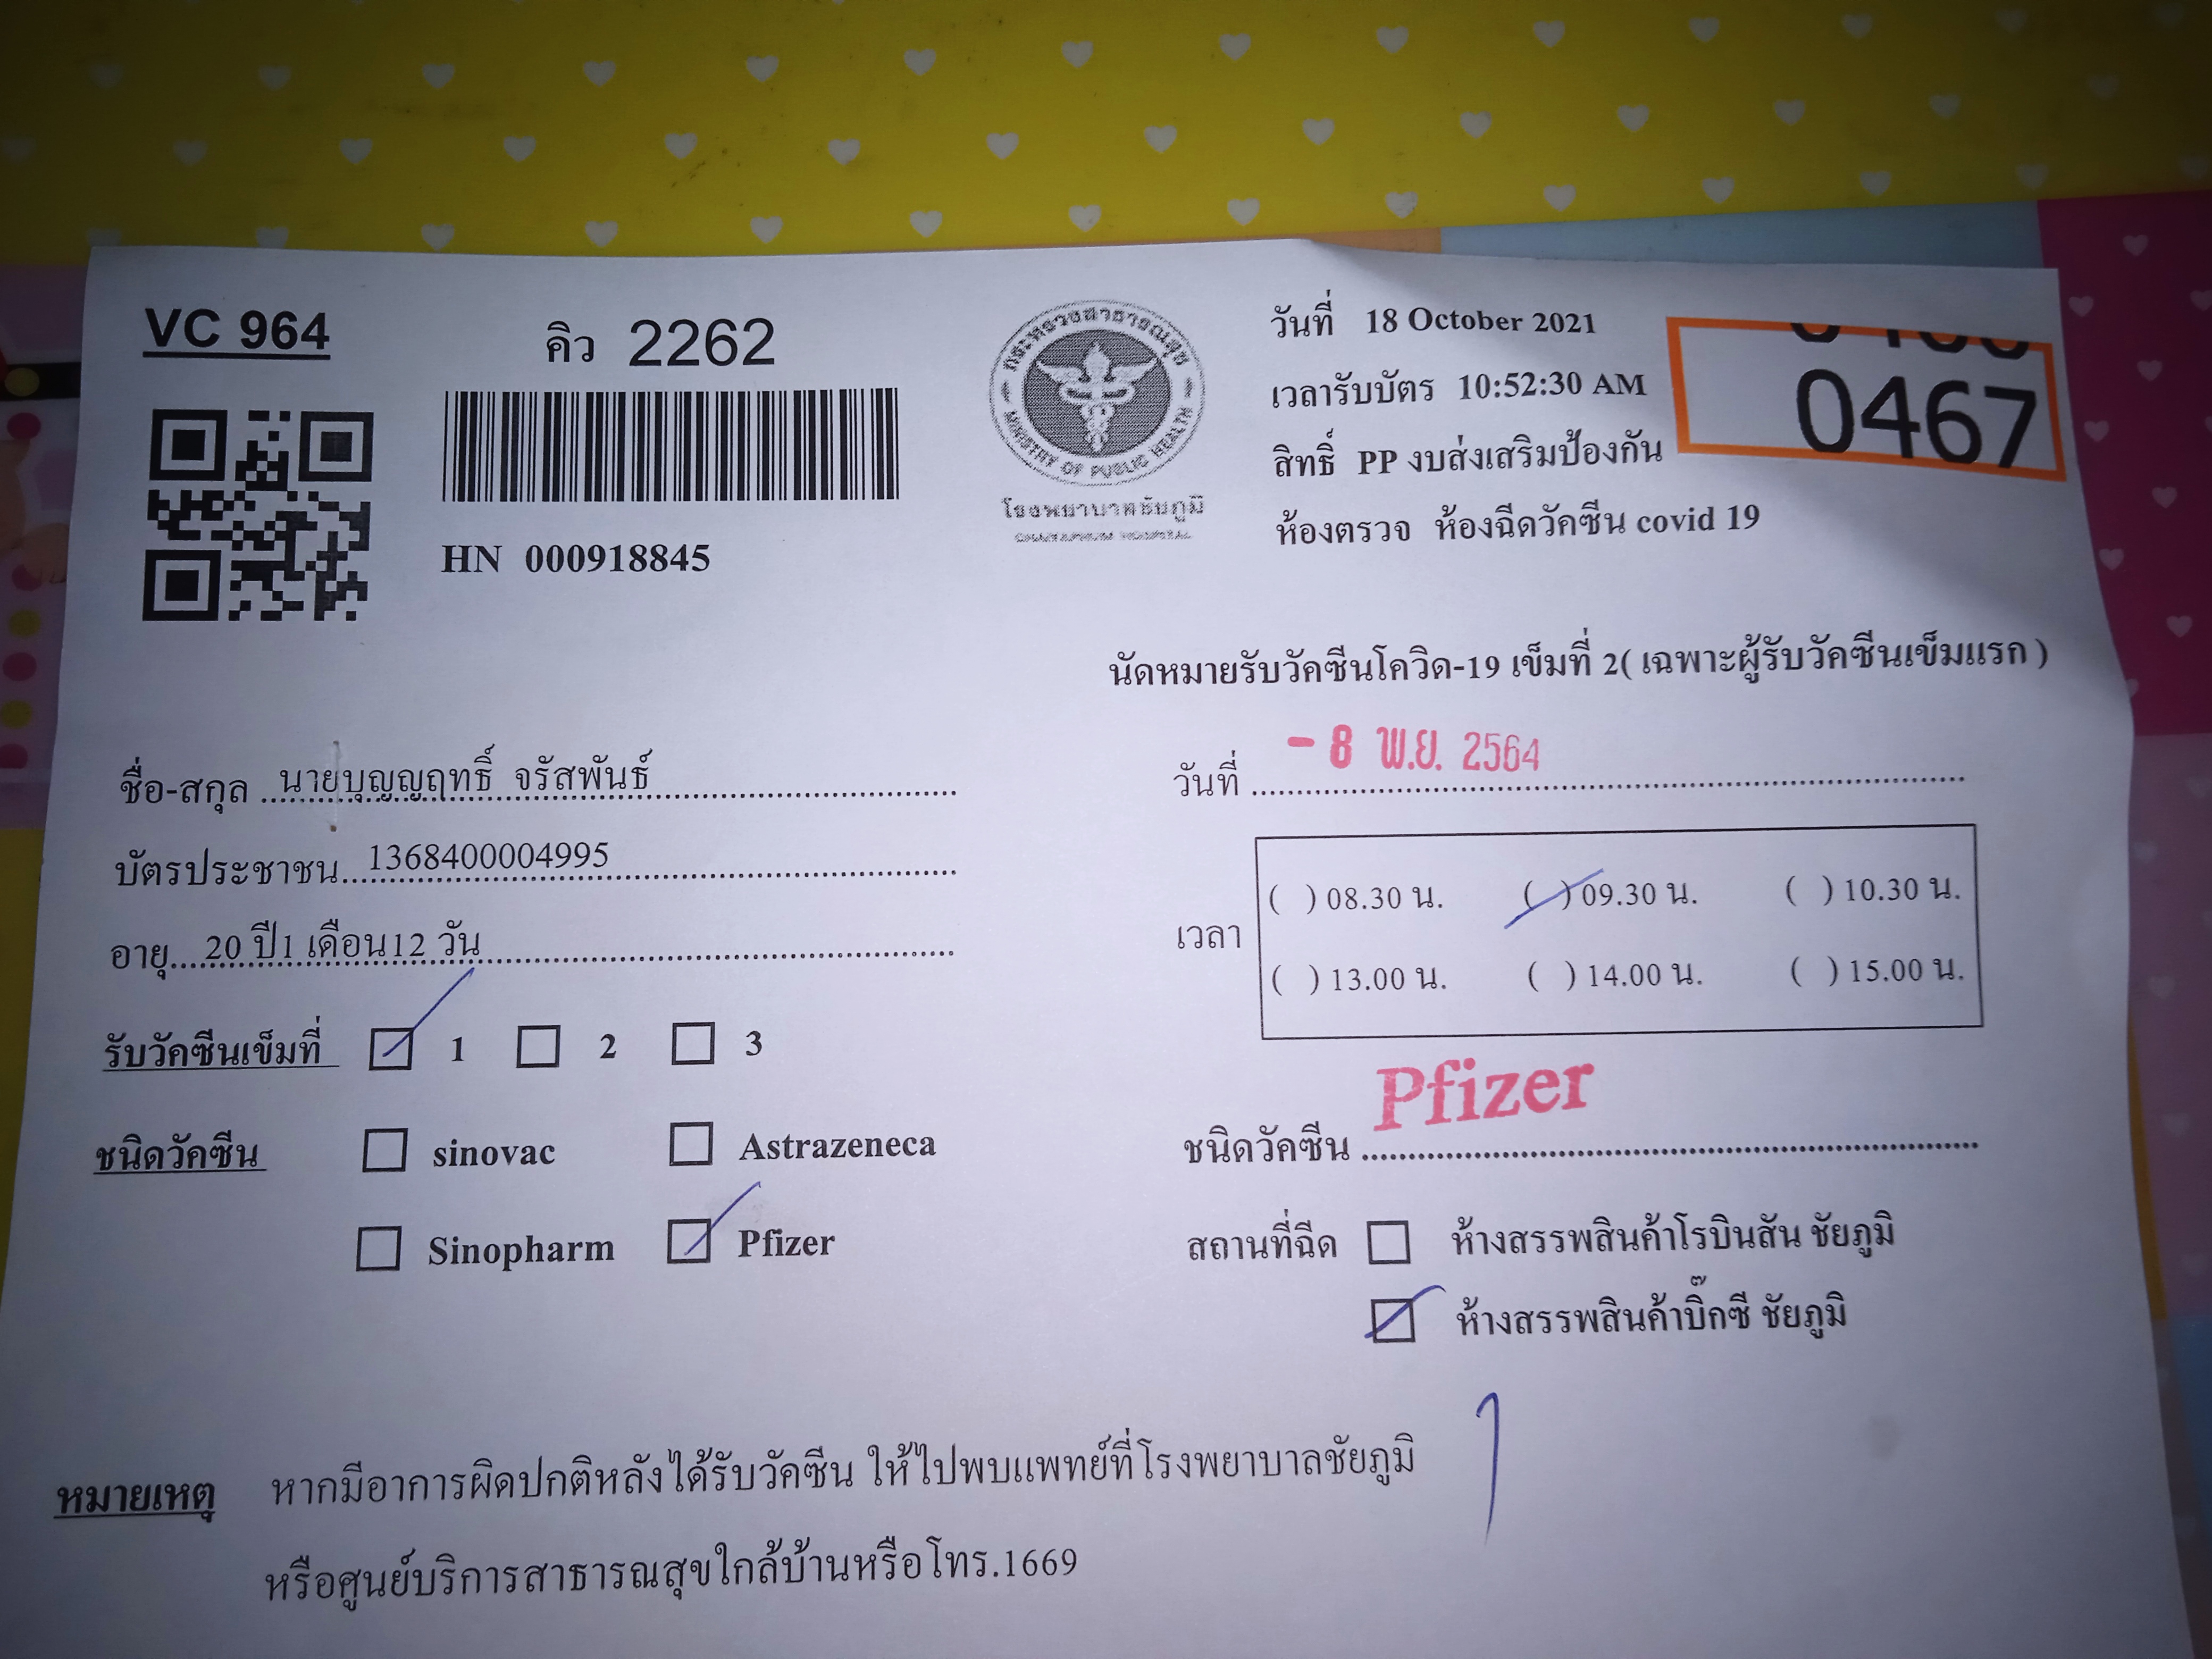 VC 964
คิว 2262
HN 000918845
กระทรวงสาธารณสุข
MINISTRY OF PUBLIC HEALTH
โรงพยาบาลชัยภูมิ
CHAIYAPHUM HOSPITAL
วันที่ 18 October 2021
เวลารับบัตร 10:52:30 AM
สิทธิ์ PP งบส่งเสริมป้องกัน
ห้องตรวจ ห้องฉีดวัคซีน covid 19
0467
นัดหมายรับวัคซีนโควิด-19 เข็มที่ 2( เฉพาะผู้รับวัคซีนเข็มแรก )
ชื่อ-สกุล นายบุญญฤทธิ์ จรัสพันธ์
บัตรประชาชน 1368400004995
อายุ 20 ปี1 เดือน12 วัน
รับวัคซีนเข็มที่ 1 2 3
ชนิดวัคซีน sinovac Astrazeneca
Sinopharm Pfizer
วันที่ - 8 พ.ย. 2564
เวลา
( ) 08.30 น. ( ) 09.30 น. ( ) 10.30 น.
( ) 13.00 น. ( ) 14.00 น. ( ) 15.00 น.
ชนิดวัคซีน Pfizer
สถานที่ฉีด ห้างสรรพสินค้าโรบินสัน ชัยภูมิ
ห้างสรรพสินค้าบิ๊กซี ชัยภูมิ
หมายเหตุ หากมีอาการผิดปกติหลังได้รับวัคซีน ให้ไปพบแพทย์ที่โรงพยาบาลชัยภูมิ
หรือศูนย์บริการสาธารณสุขใกล้บ้านหรือโทร.1669